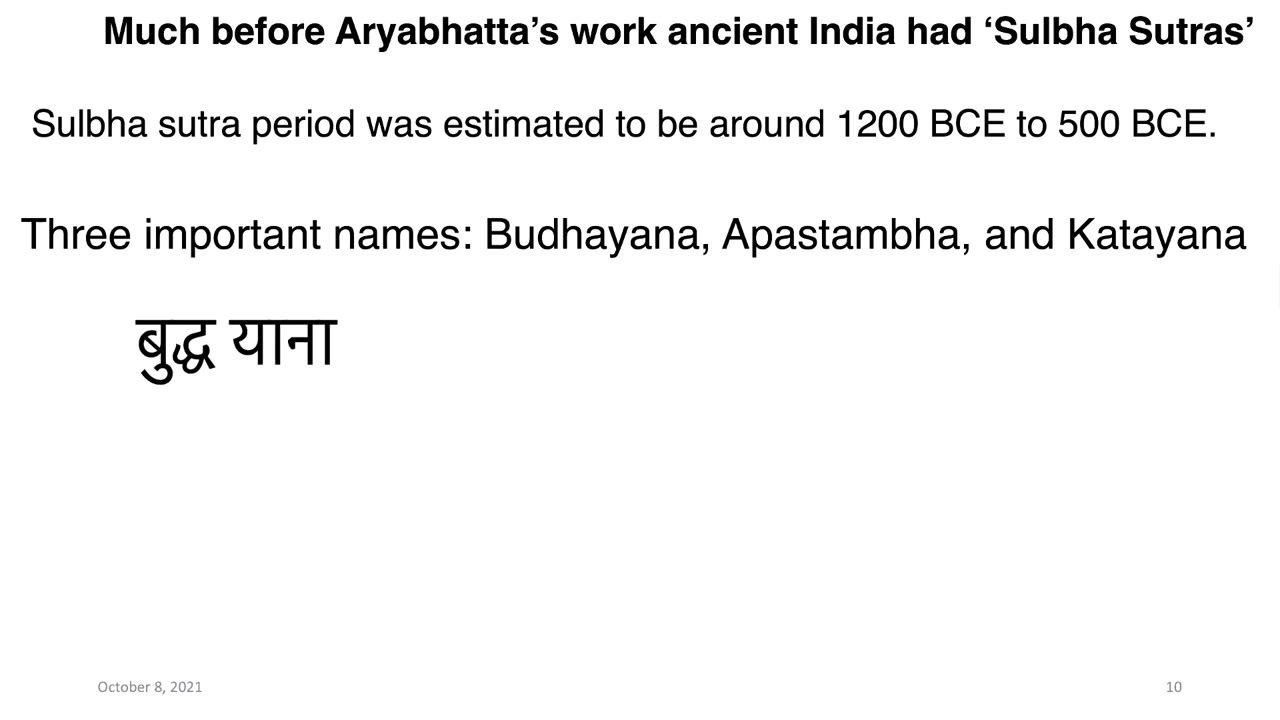 Much before Aryabhatta’s work ancient India had ‘Sulbha Sutras’
Sulbha sutra period was estimated to be around 1200 BCE to 500 BCE.
Three important names: Budhayana, Apastambha, and Katayana
बुद्ध याना
October 8, 2021
10